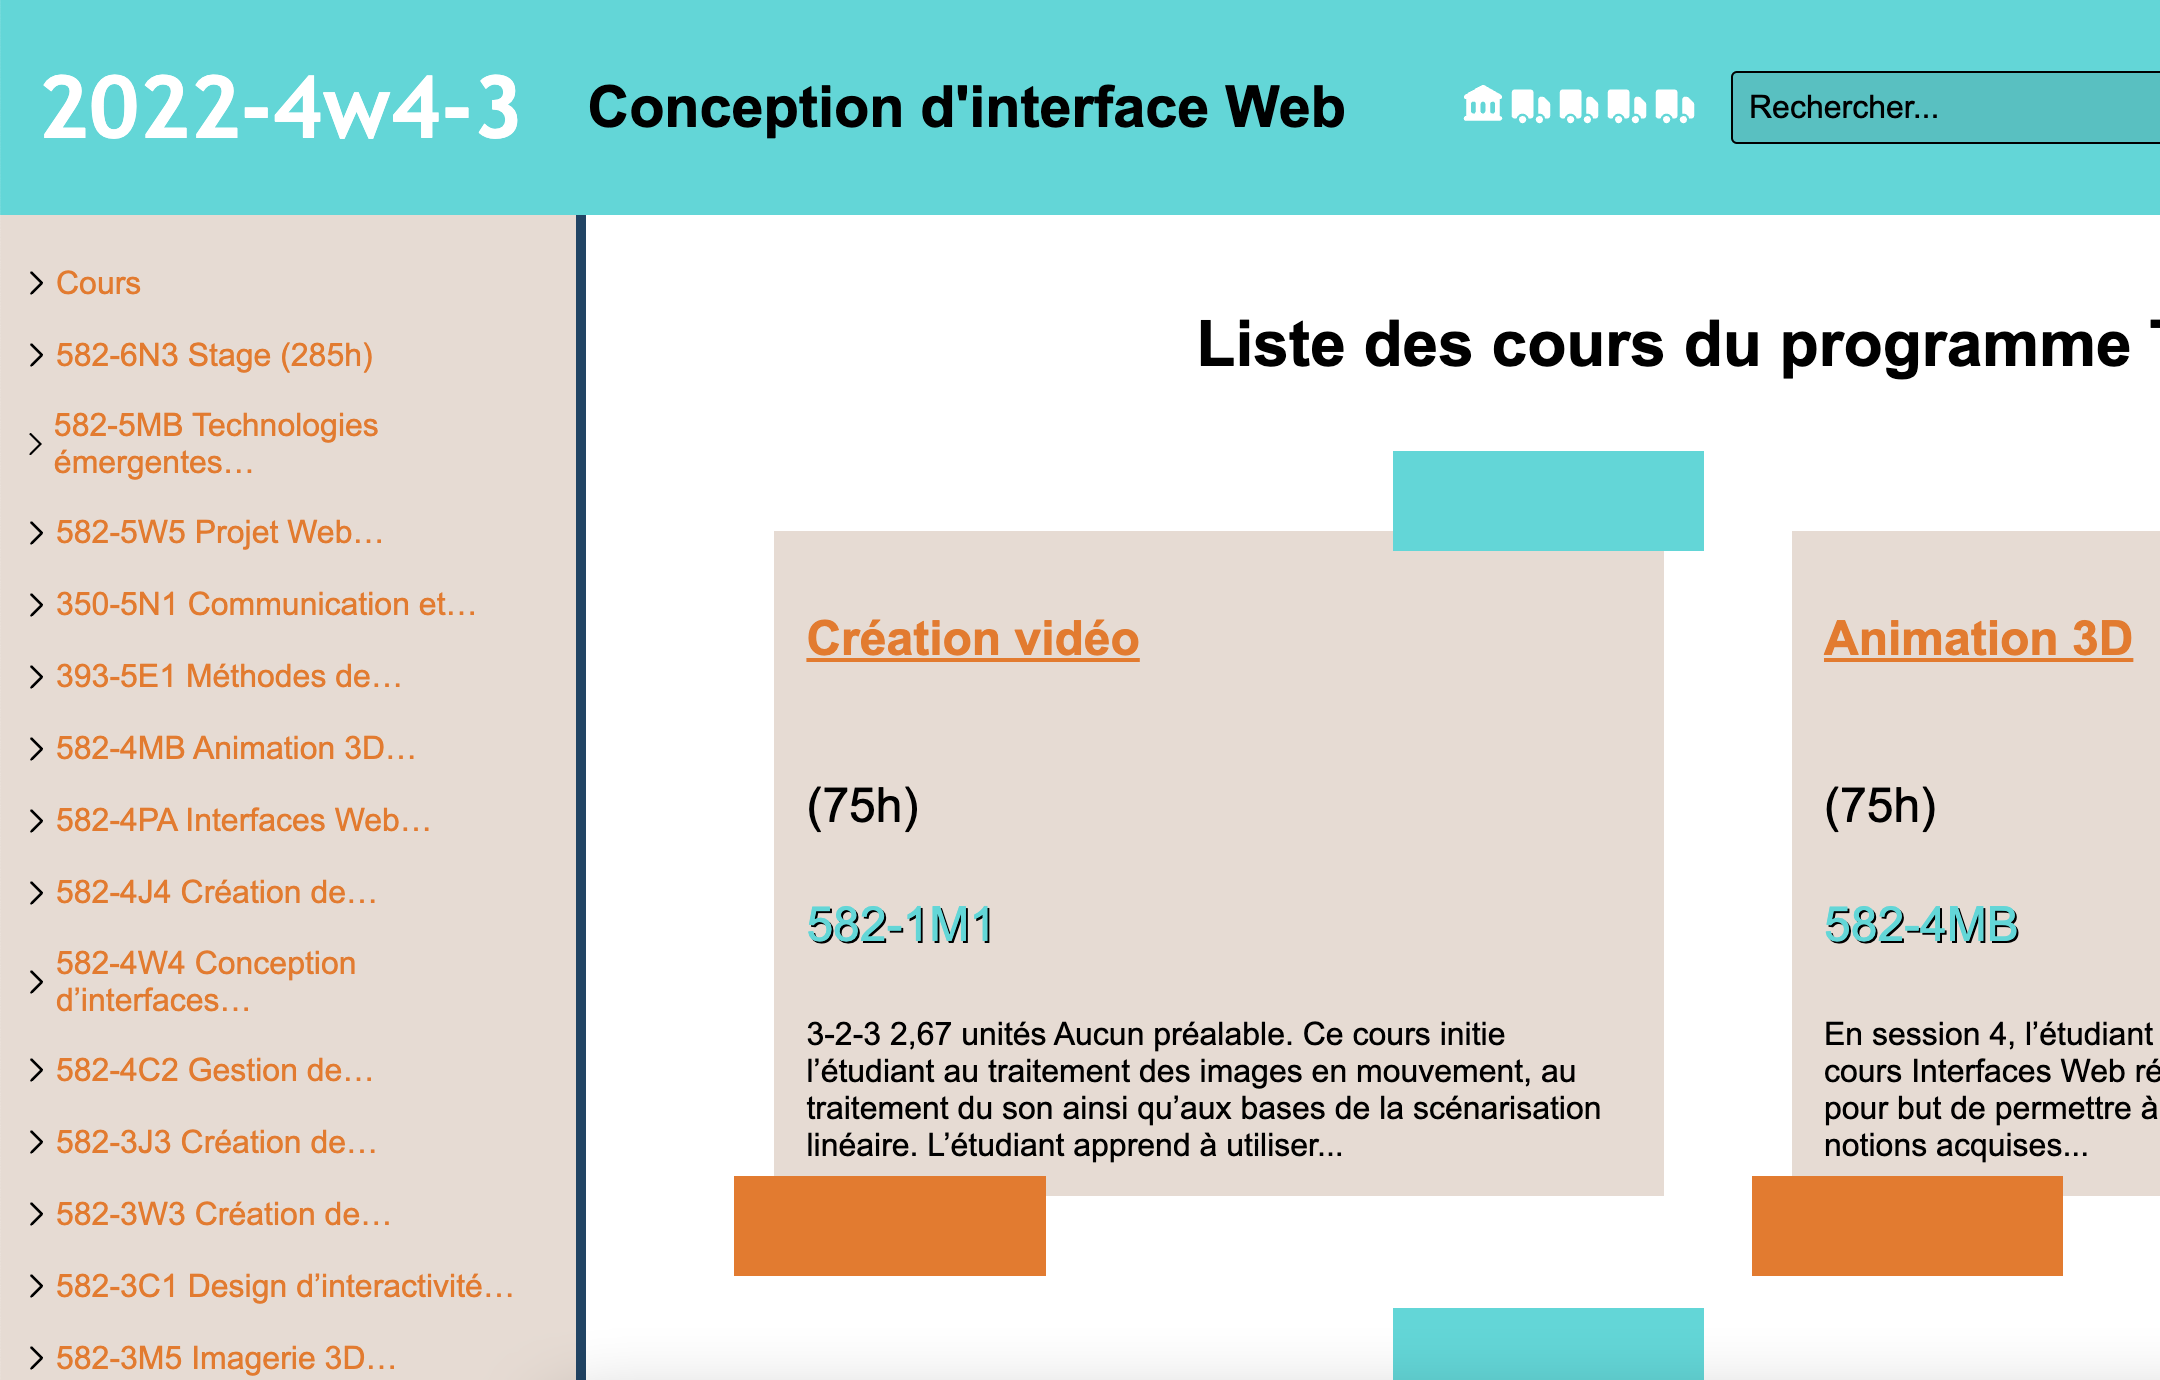 2022-4w4-3
Conception d'interface Web
Rechercher...
Cours
582-6N3 Stage (285h)
582-5MB Technologies
émergentes…
582-5W5 Projet Web…
350-5N1 Communication et…
393-5E1 Méthodes de…
582-4MB Animation 3D…
582-4PA Interfaces Web…
582-4J4 Création de…
582-4W4 Conception
d’interfaces…
582-4C2 Gestion de…
582-3J3 Création de…
582-3W3 Création de…
582-3C1 Design d’interactivité…
582-3M5 Imagerie 3D…
Liste des cours du programme
Création vidéo
(75h)
582-1M1
3-2-3 2,67 unités Aucun préalable. Ce cours initie
l’étudiant au traitement des images en mouvement, au
traitement du son ainsi qu’aux bases de la scénarisation
linéaire. L’étudiant apprend à utiliser...
Animation 3D
(75h)
582-4MB
En session 4, l’étudiant
cours Interfaces Web ré
pour but de permettre à
notions acquises...